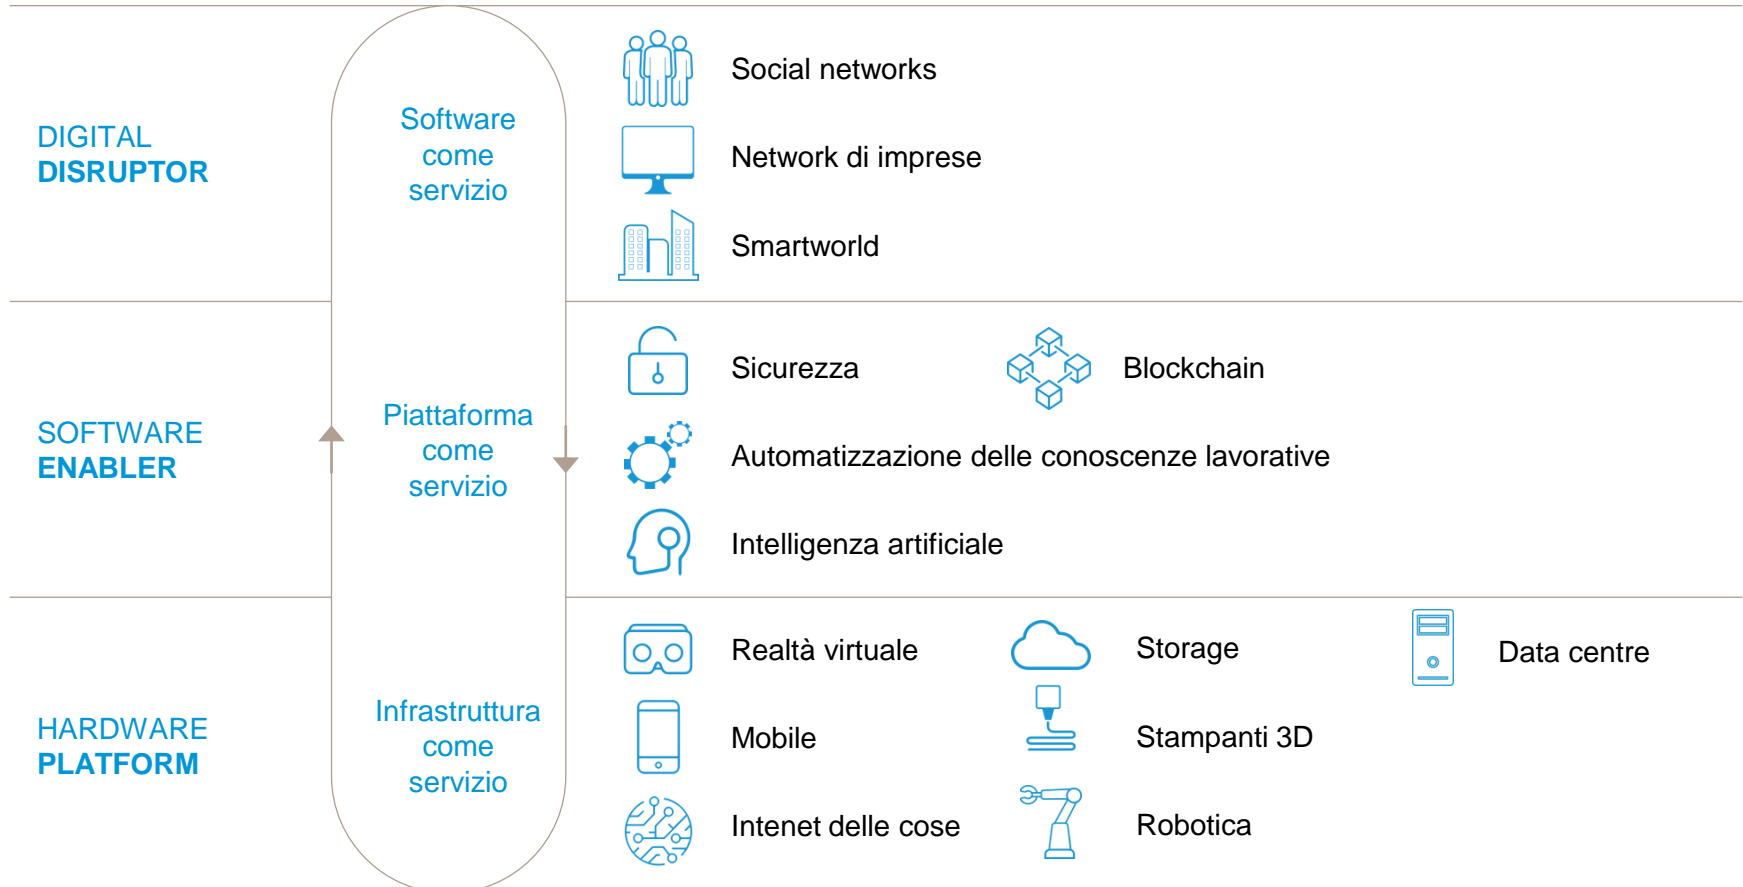 DIGITAL
DISRUPTOR
Software
come
servizio
Social networks
Network di imprese
Smartworld
SOFTWARE
ENABLER
Piattaforma
come
servizio
Sicurezza
Blockchain
Automatizzazione delle conoscenze lavorative
Intelligenza artificiale
HARDWARE
PLATFORM
Infrastruttura
come
servizio
Realtà virtuale
Storage
Data centre
Mobile
Stampanti 3D
Intenet delle cose
Robotica